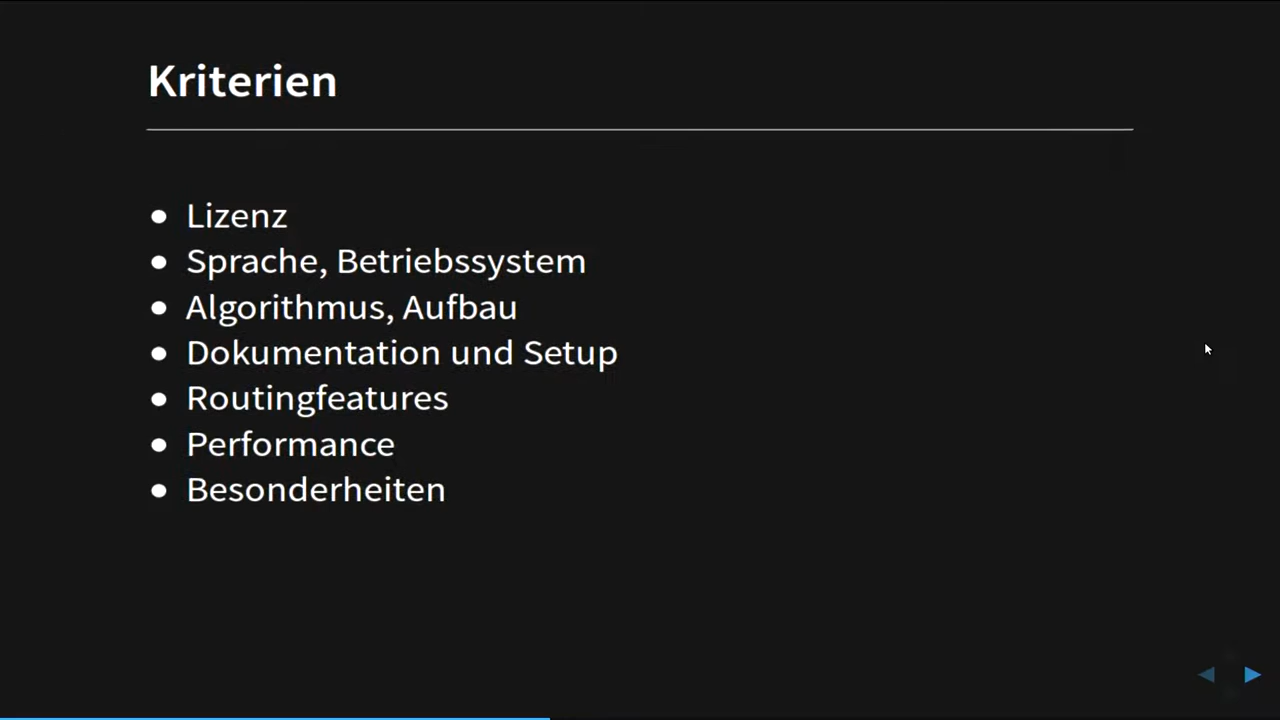 Kriterien
● Lizenz
● Sprache, Betriebssystem
● Algorithmus, Aufbau
● Dokumentation und Setup
● Routingfeatures
● Performance
● Besonderheiten